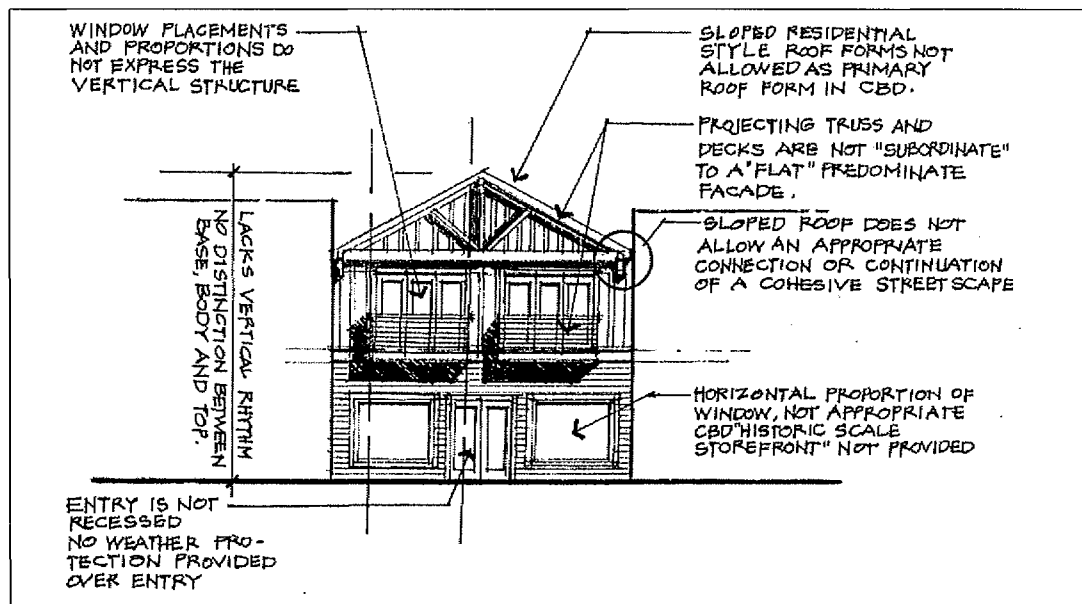 WINDOW PLACEMENTS
AND PROPORTIONS DO
NOT EXPRESS THE
VERTICAL STRUCTURE
SLOPED RESIDENTIAL
STYLE ROOF FORMS NOT
ALLOWED AS PRIMARY
ROOF FORM IN CBD.
PROJECTING TRUSS AND
DECKS ARE NOT "SUBORDINATE"
TO A "FLAT" PREDOMINATE
FACADE.
SLOPED ROOF DOES NOT
ALLOW AN APPROPRIATE
CONNECTION OR CONTINUATION
OF A COHESIVE STREETSCAPE
LACKS VERTICAL RHYTHM
NO DISTINCTION BETWEEN
BASE, BODY AND TOP.
HORIZONTAL PROPORTION OF
WINDOW, NOT APPROPRIATE
CBD "HISTORIC SCALE
STOREFRONT" NOT PROVIDED
ENTRY IS NOT
RECESSED
NO WEATHER PRO-
TECTION PROVIDED
OVER ENTRY